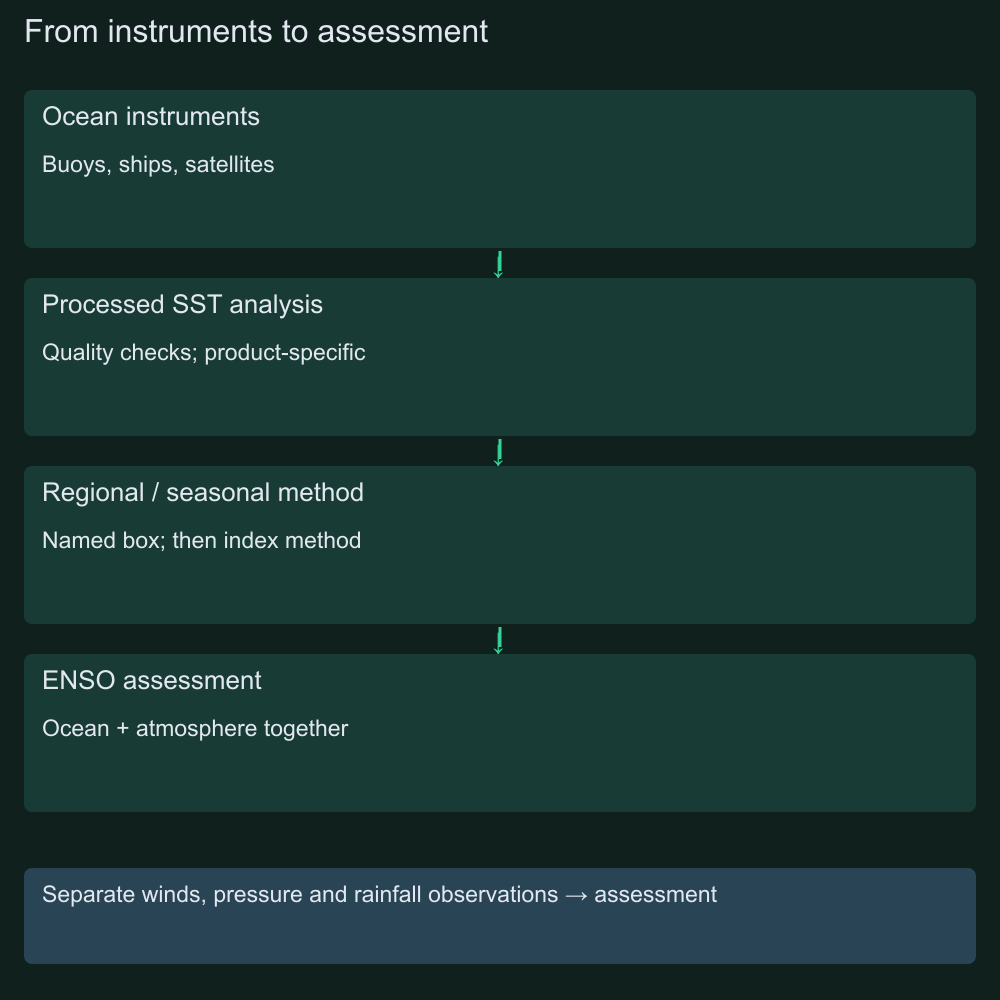 From instruments to assessment
Ocean instruments
Buoys, ships, satellites
Processed SST analysis
Quality checks; product-specific
Regional / seasonal method
Named box; then index method
ENSO assessment
Ocean + atmosphere together
Separate winds, pressure and rainfall observations → assessment